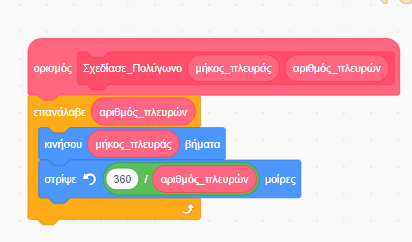 ορισμός Σχεδίασε_Πολύγωνο μήκος_πλευράς αριθμός_πλευρών
επανάλαβε αριθμός_πλευρών
κινήσου μήκος_πλευράς βήματα
στρίψε 360 / αριθμός_πλευρών μοίρες